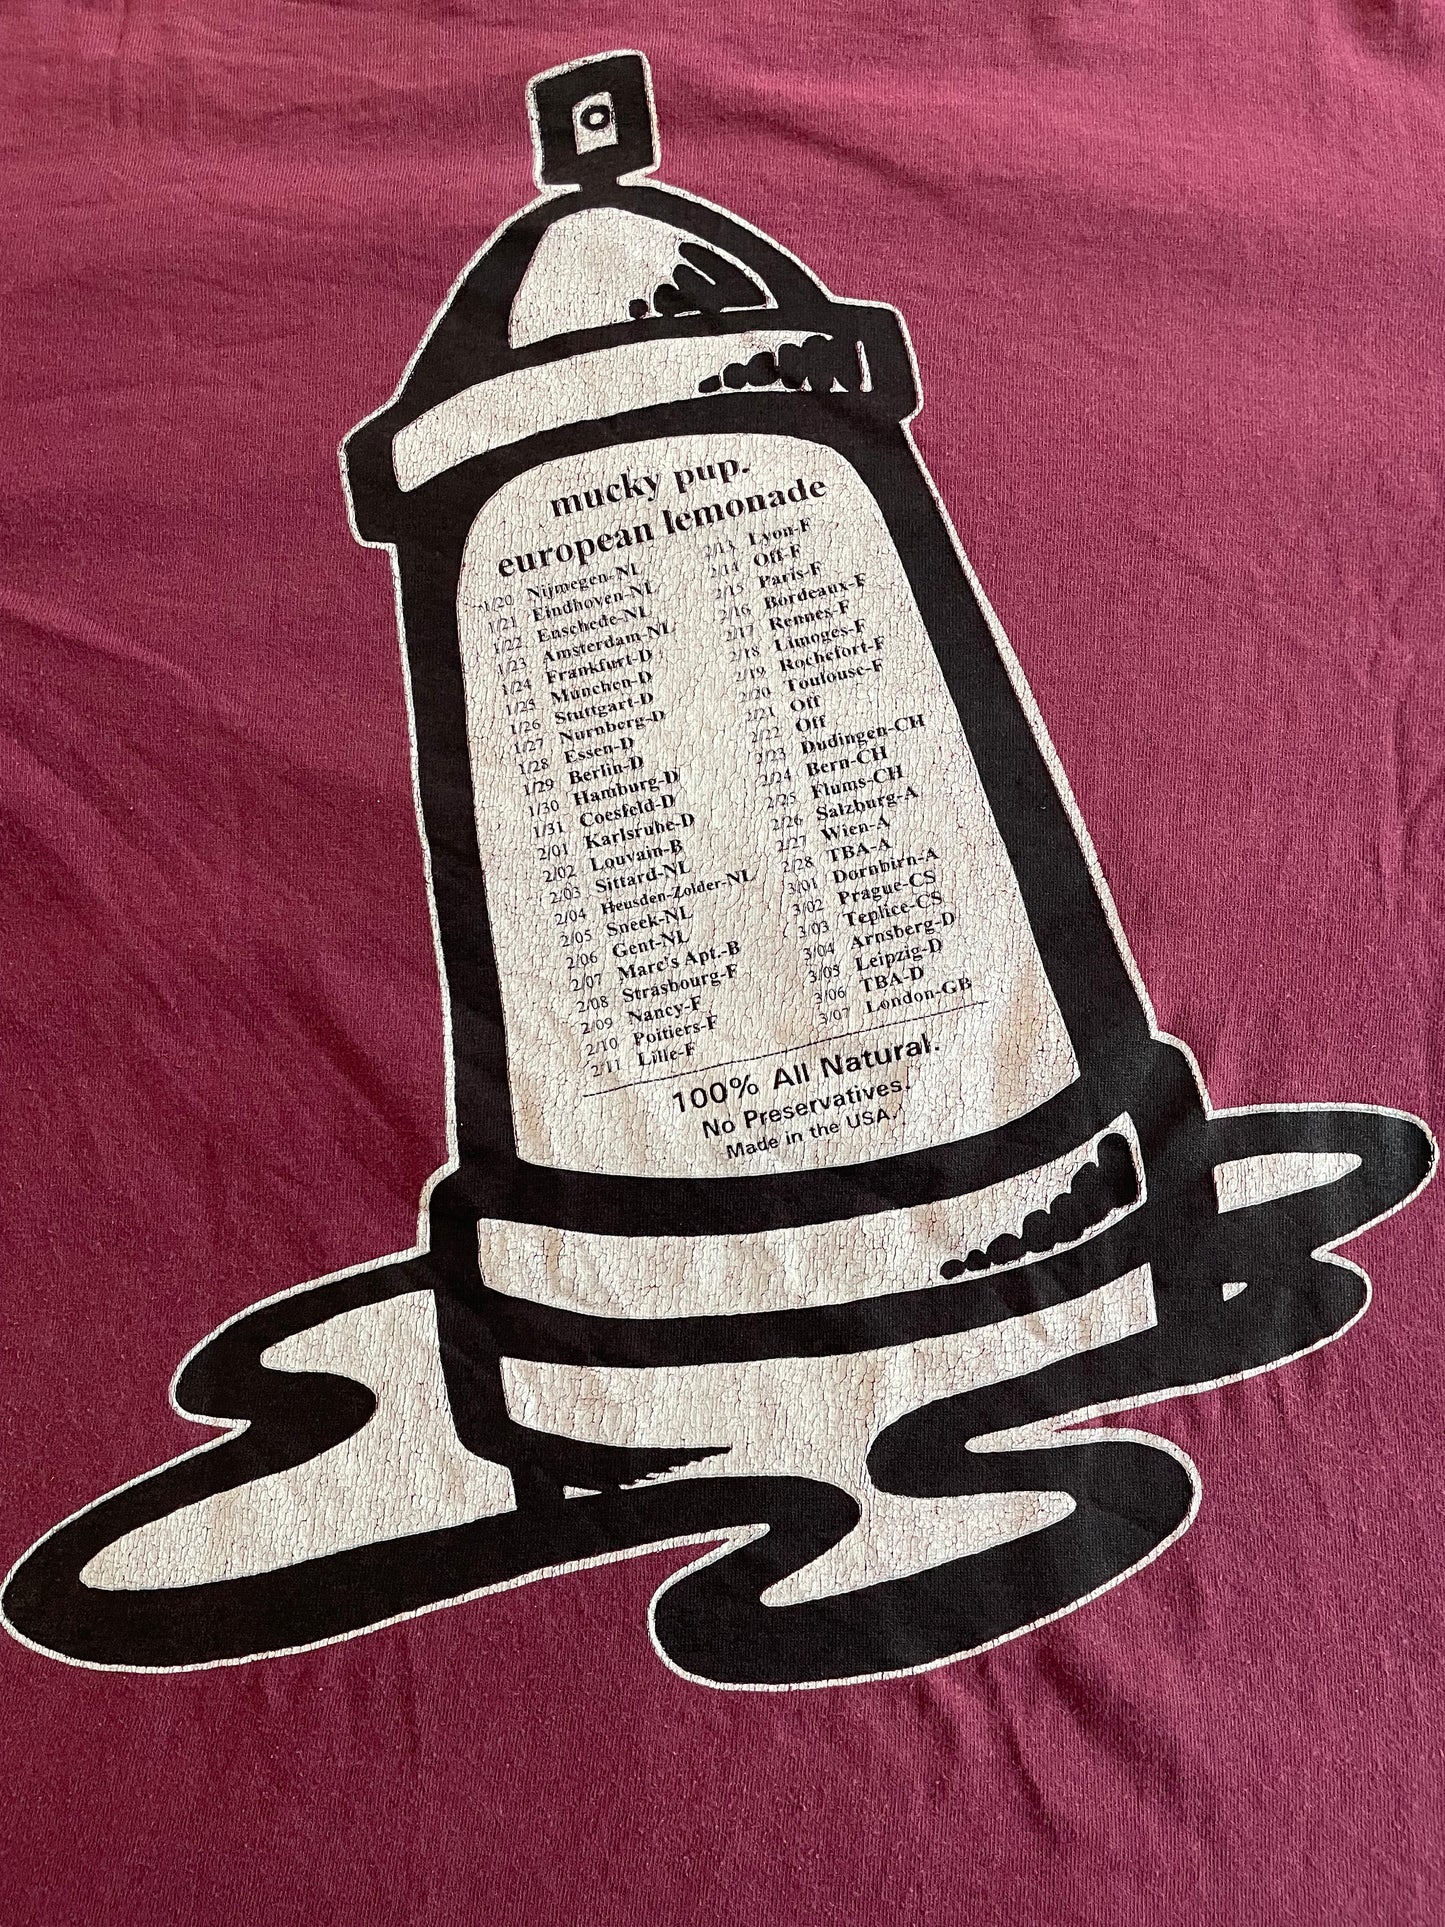 mucky pup.
european lemonade
1/20 Nijmegen-NL
1/21 Eindhoven-NL
1/22 Enschede-NL
1/23 Amsterdam-NL
1/24 Frankfurt-D
1/25 München-D
1/26 Stuttgart-D
1/27 Nurnberg-D
1/28 Essen-D
1/29 Berlin-D
1/30 Hamburg-D
1/31 Coesfeld-D
2/01 Karlsruhe-D
2/02 Louvain-B
2/03 Sittard-NL
2/04 Heusden-Zolder-NL
2/05 Sneek-NL
2/06 Gent-NL
2/07 Marc's Apt.-B
2/08 Strasbourg-F
2/09 Nancy-F
2/10 Poitiers-F
2/11 Lille-F
2/13 Lyon-F
2/14 Off-F
2/15 Paris-F
2/16 Bordeaux-F
2/17 Rennes-F
2/18 Limoges-F
2/19 Rochefort-F
2/20 Toulouse-F
2/21 Off
2/22 Off
2/23 Dudingen-CH
2/24 Bern-CH
2/25 Flums-CH
2/26 Salzburg-A
2/27 Wien-A
2/28 TBA-A
3/01 Dornbirn-A
3/02 Prague-CS
3/03 Teplice-CS
3/04 Arnsberg-D
3/05 Leipzig-D
3/06 TBA-D
3/07 London-GB
100% All Natural.
No Preservatives.
Made in the USA.